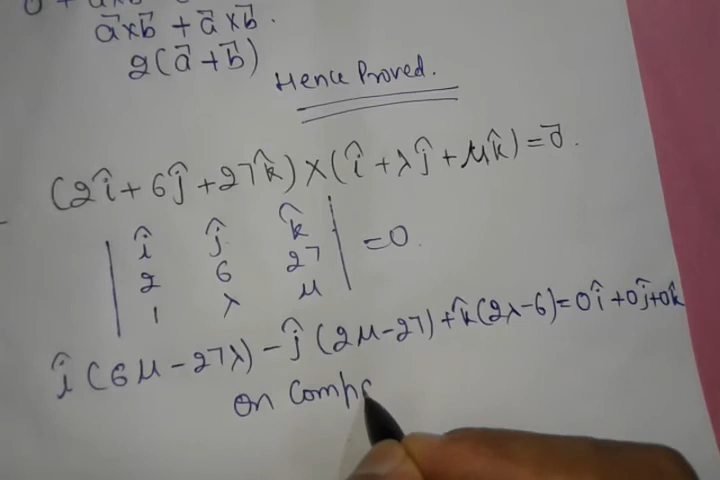 0 + a⃗×b⃗
a⃗×b⃗ + a⃗×b⃗.
2(a⃗+b⃗)
Hence Proved.
(2î + 6ĵ + 27k̂) × (î + λĵ + μk̂) = 0⃗.
| î ĵ k̂ |
| 2 6 27 | = 0.
| 1 λ μ |
î (6μ - 27λ) - ĵ (2μ - 27) + k̂ (2λ - 6) = 0î + 0ĵ + 0k̂
on comp